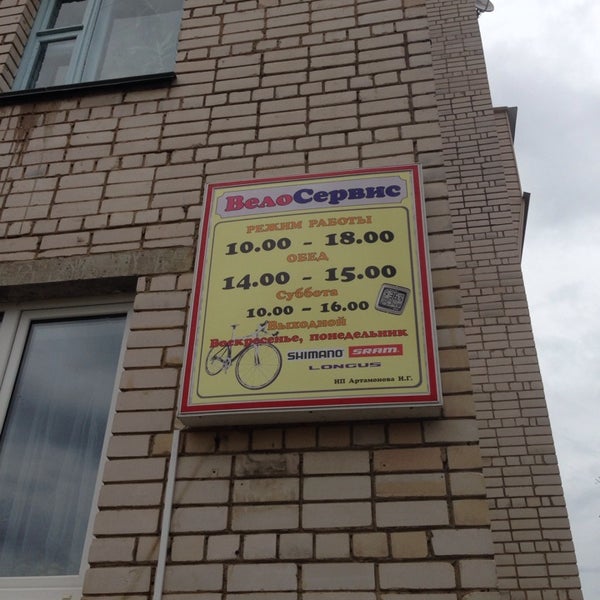 ВелоСервис
РЕЖИМ РАБОТЫ
10.00 - 18.00
ОБЕД
14.00 - 15.00
Суббота
10.00 - 16.00
Выходной
Воскресенье, понедельник
SHIMANO SRAM
LONGUS
ИП Артамонова Н.Г.